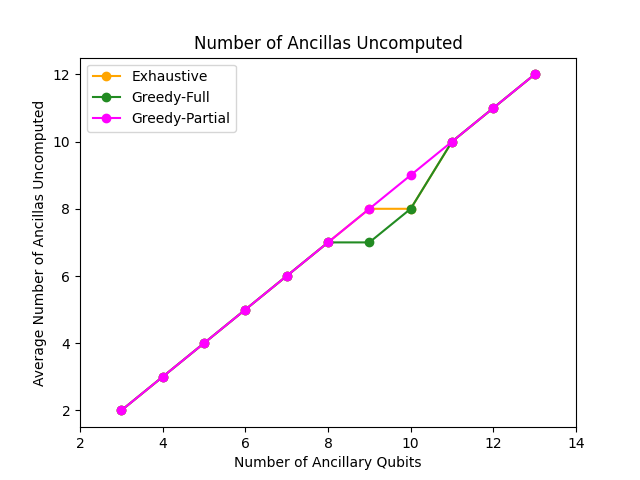 Number of Ancillas Uncomputed
Exhaustive
Greedy-Full
Greedy-Partial
Average Number of Ancillas Uncomputed
12
10
8
6
4
2
2 4 6 8 10 12 14
Number of Ancillary Qubits